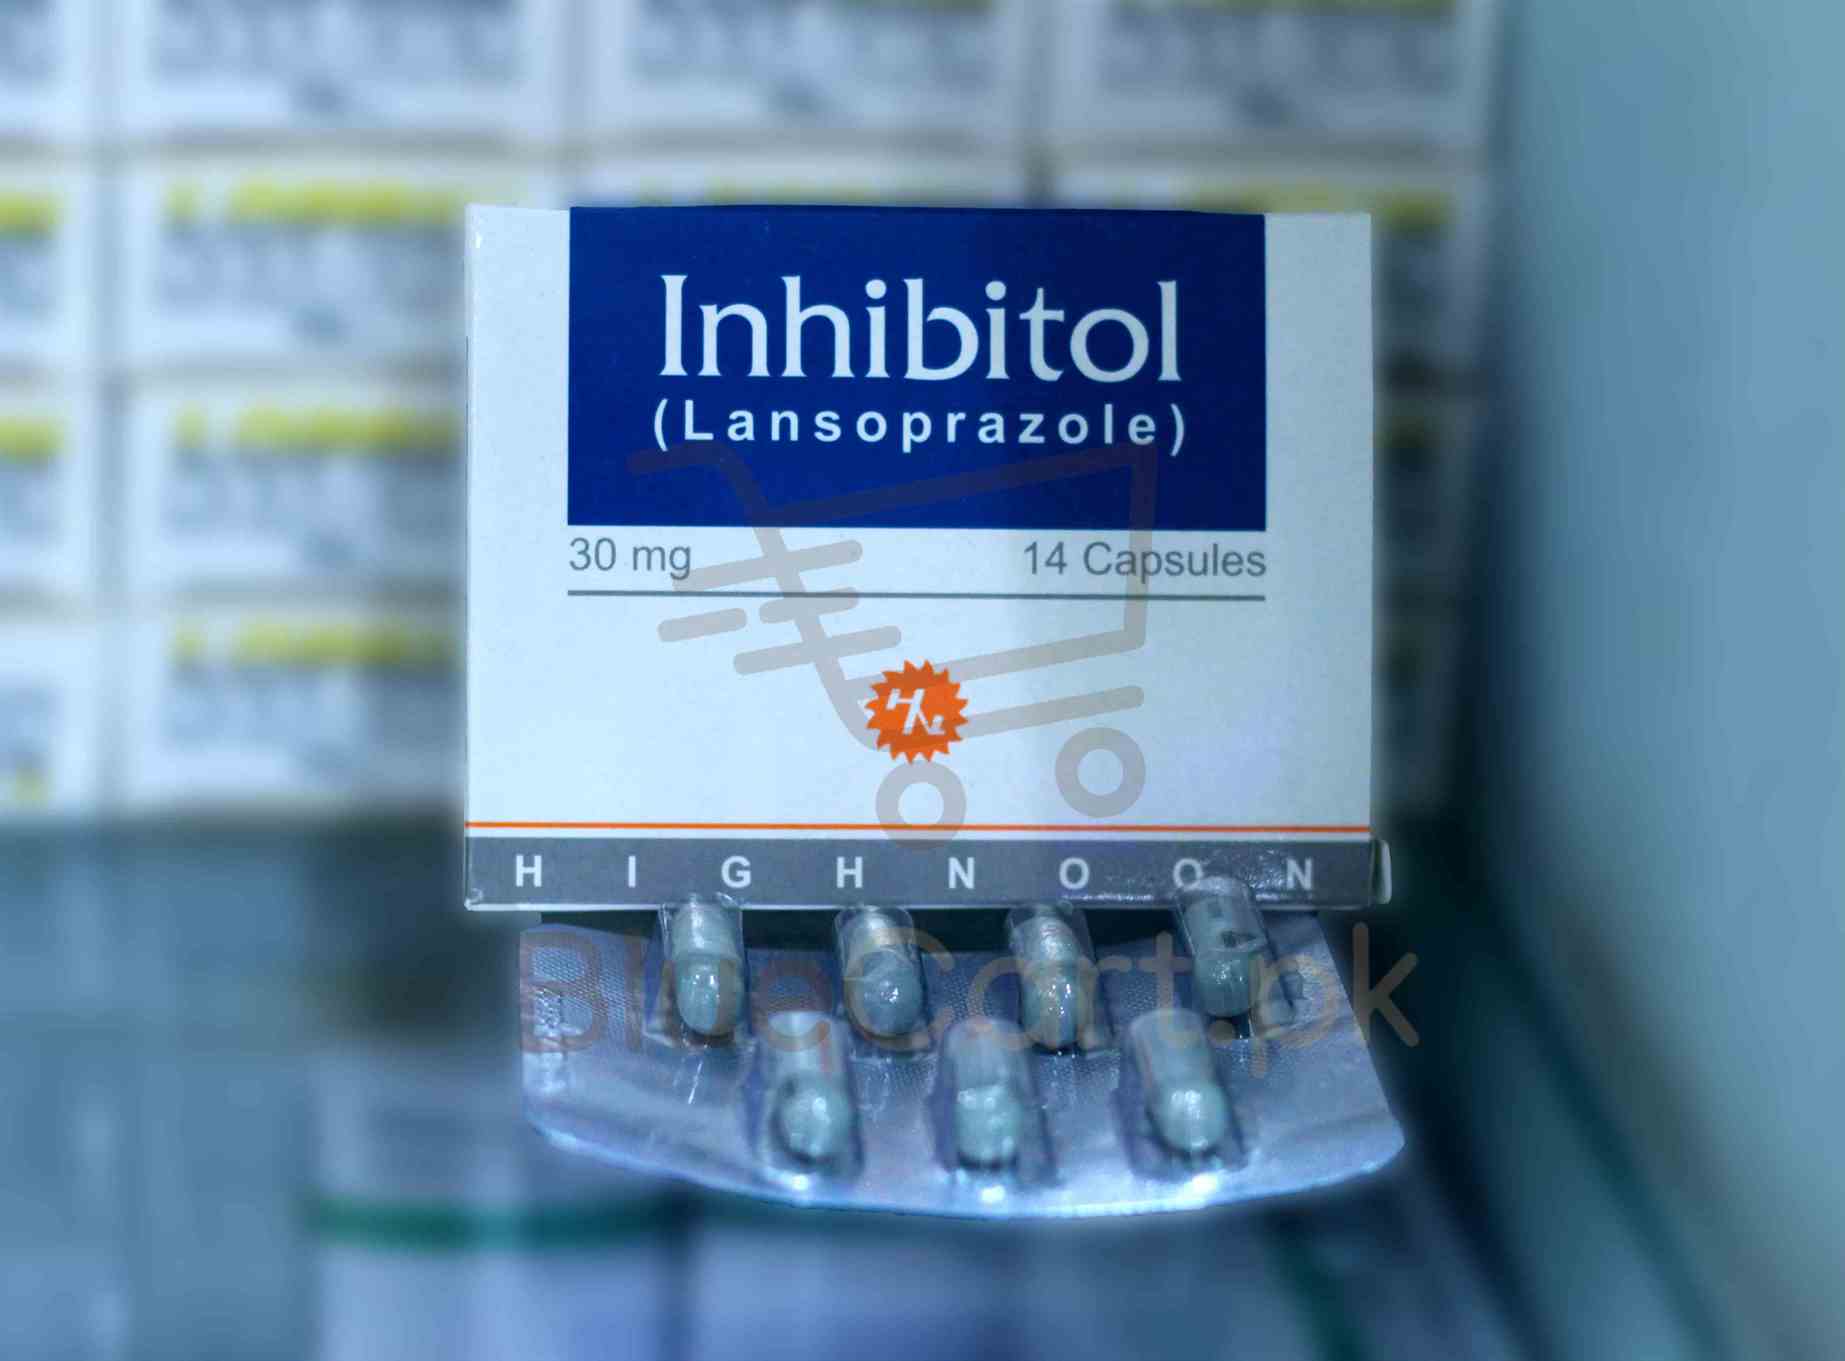 Inhibitol
(Lansoprazole)
30 mg 14 Capsules
HIGHNOON
BlueCart.pk